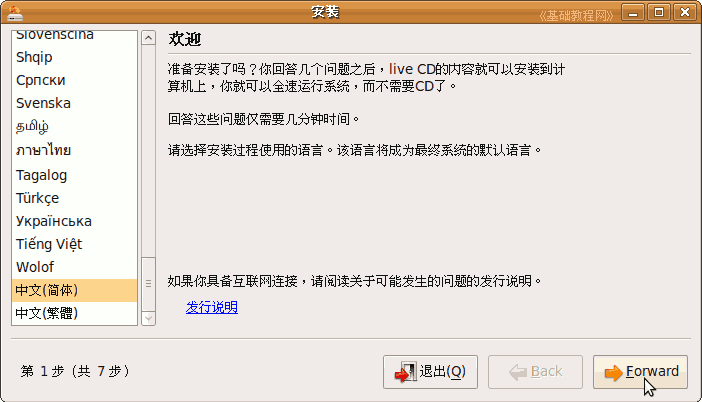 安装
《基础教程网》
Slovenščina
Shqip
Српски
Svenska
தமிழ்
ภาษาไทย
Tagalog
Türkçe
Українська
Tiếng Việt
Wolof
中文(简体)
中文(繁體)
欢迎
准备安装了吗？你回答几个问题之后，live CD的内容就可以安装到计
算机上，你就可以全速运行系统，而不需要CD了。
回答这些问题仅需要几分钟时间。
请选择安装过程使用的语言。该语言将成为最终系统的默认语言。
如果你具备互联网连接，请阅读关于可能发生的问题的发行说明。
发行说明
第 1步（共 7步）
退出(Q)
Back
Forward